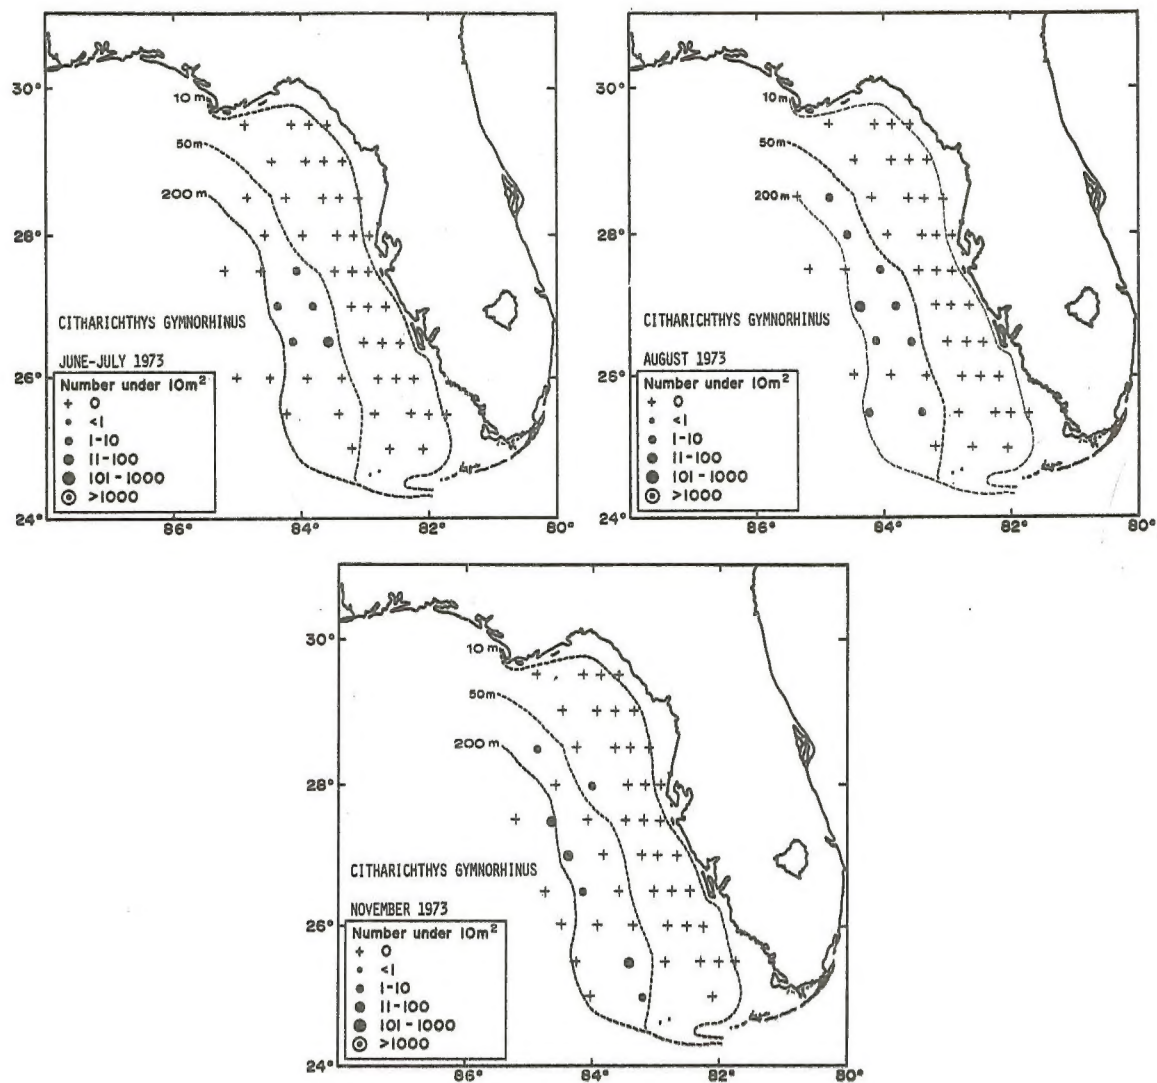 30°
28°
26°
24°
86°
84°
82°
80°
10 m
50 m
200 m
CITHARICHTHYS GYMNORHINUS
JUNE-JULY 1973
Number under 10m²
+ 0
<1
1-10
11-100
101-1000
>1000
30°
28°
26°
24°
86°
84°
82°
80°
10 m
50 m
200 m
CITHARICHTHYS GYMNORHINUS
AUGUST 1973
Number under 10m²
+ 0
<1
1-10
11-100
101-1000
>1000
30°
28°
26°
24°
86°
84°
82°
80°
10 m
50 m
200 m
CITHARICHTHYS GYMNORHINUS
NOVEMBER 1973
Number under 10m²
+ 0
<1
1-10
11-100
101-1000
>1000